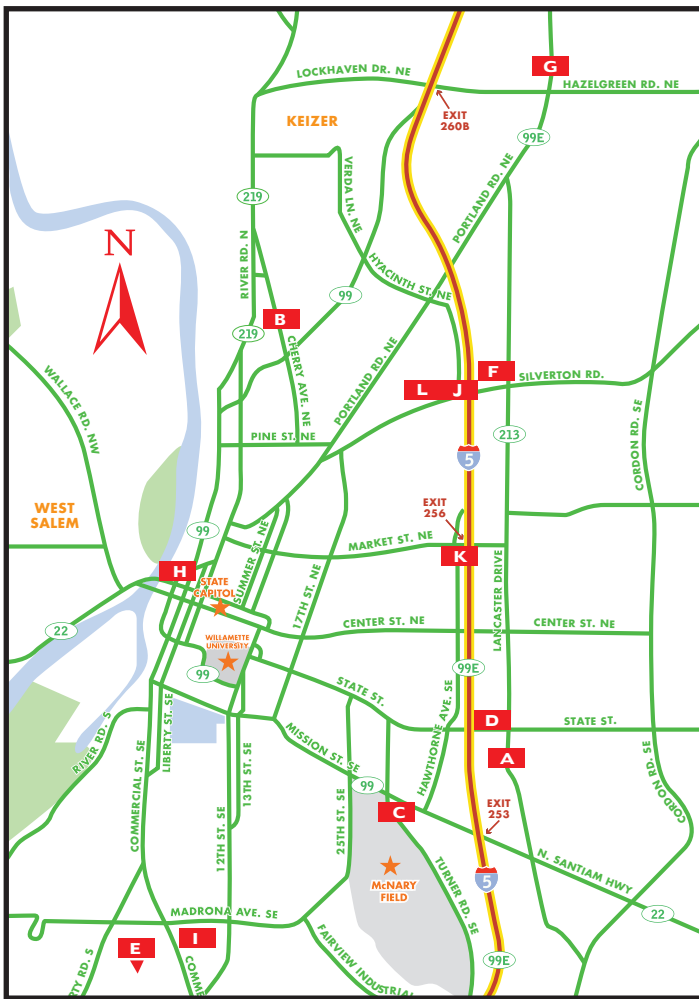 G
LOCKHAVEN DR. NE
HAZELGREEN RD. NE
EXIT
260B
KEIZER
99E
VERDA LN. NE
PORTLAND RD. NE
219
N
RIVER RD. N
HYACINTH ST. NE
99
B
219
CHERRY AVE. NE
PORTLAND RD. NE
F
L
J
SILVERTON RD.
WALLACE RD. NW
CORDON RD. SE
PINE ST. NE
213
5
WEST
SALEM
EXIT
256
99
SUMMER ST. NE
MARKET ST. NE
K
H
STATE
CAPITOL
17TH ST. NE
LANCASTER DRIVE
22
CENTER ST. NE
CENTER ST. NE
WILLAMETTE
UNIVERSITY
99
99E
STATE ST.
HAWTHORNE AVE. SE
D
STATE ST.
RIVER RD. S
LIBERTY ST. SE
COMMERCIAL ST. SE
13TH ST. SE
MISSION ST. SE
A
CORDON RD. SE
99
C
EXIT
253
12TH ST. SE
25TH ST. SE
N. SANTIAM HWY
McNARY
FIELD
5
TURNER RD. SE
22
MADRONA AVE. SE
E
I
99E
RTY RD. S
COMME
FAIRVIEW INDUSTRIAL